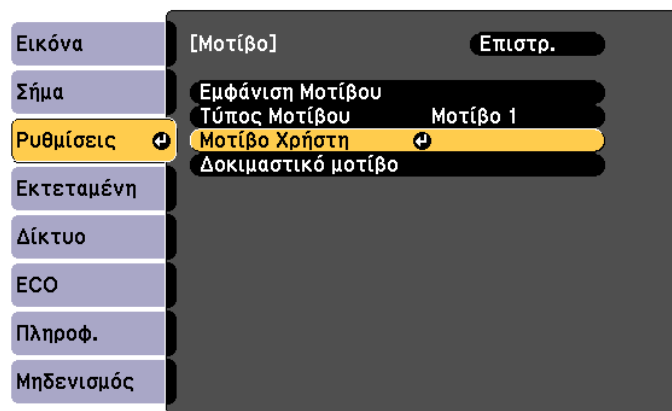 Εικόνα
Σήμα
Ρυθμίσεις
Εκτεταμένη
Δίκτυο
ECO
Πληροφ.
Μηδενισμός
[Μοτίβο] Επιστρ.
Εμφάνιση Μοτίβου
Τύπος Μοτίβου Μοτίβο 1
Μοτίβο Χρήστη
Δοκιμαστικό μοτίβο